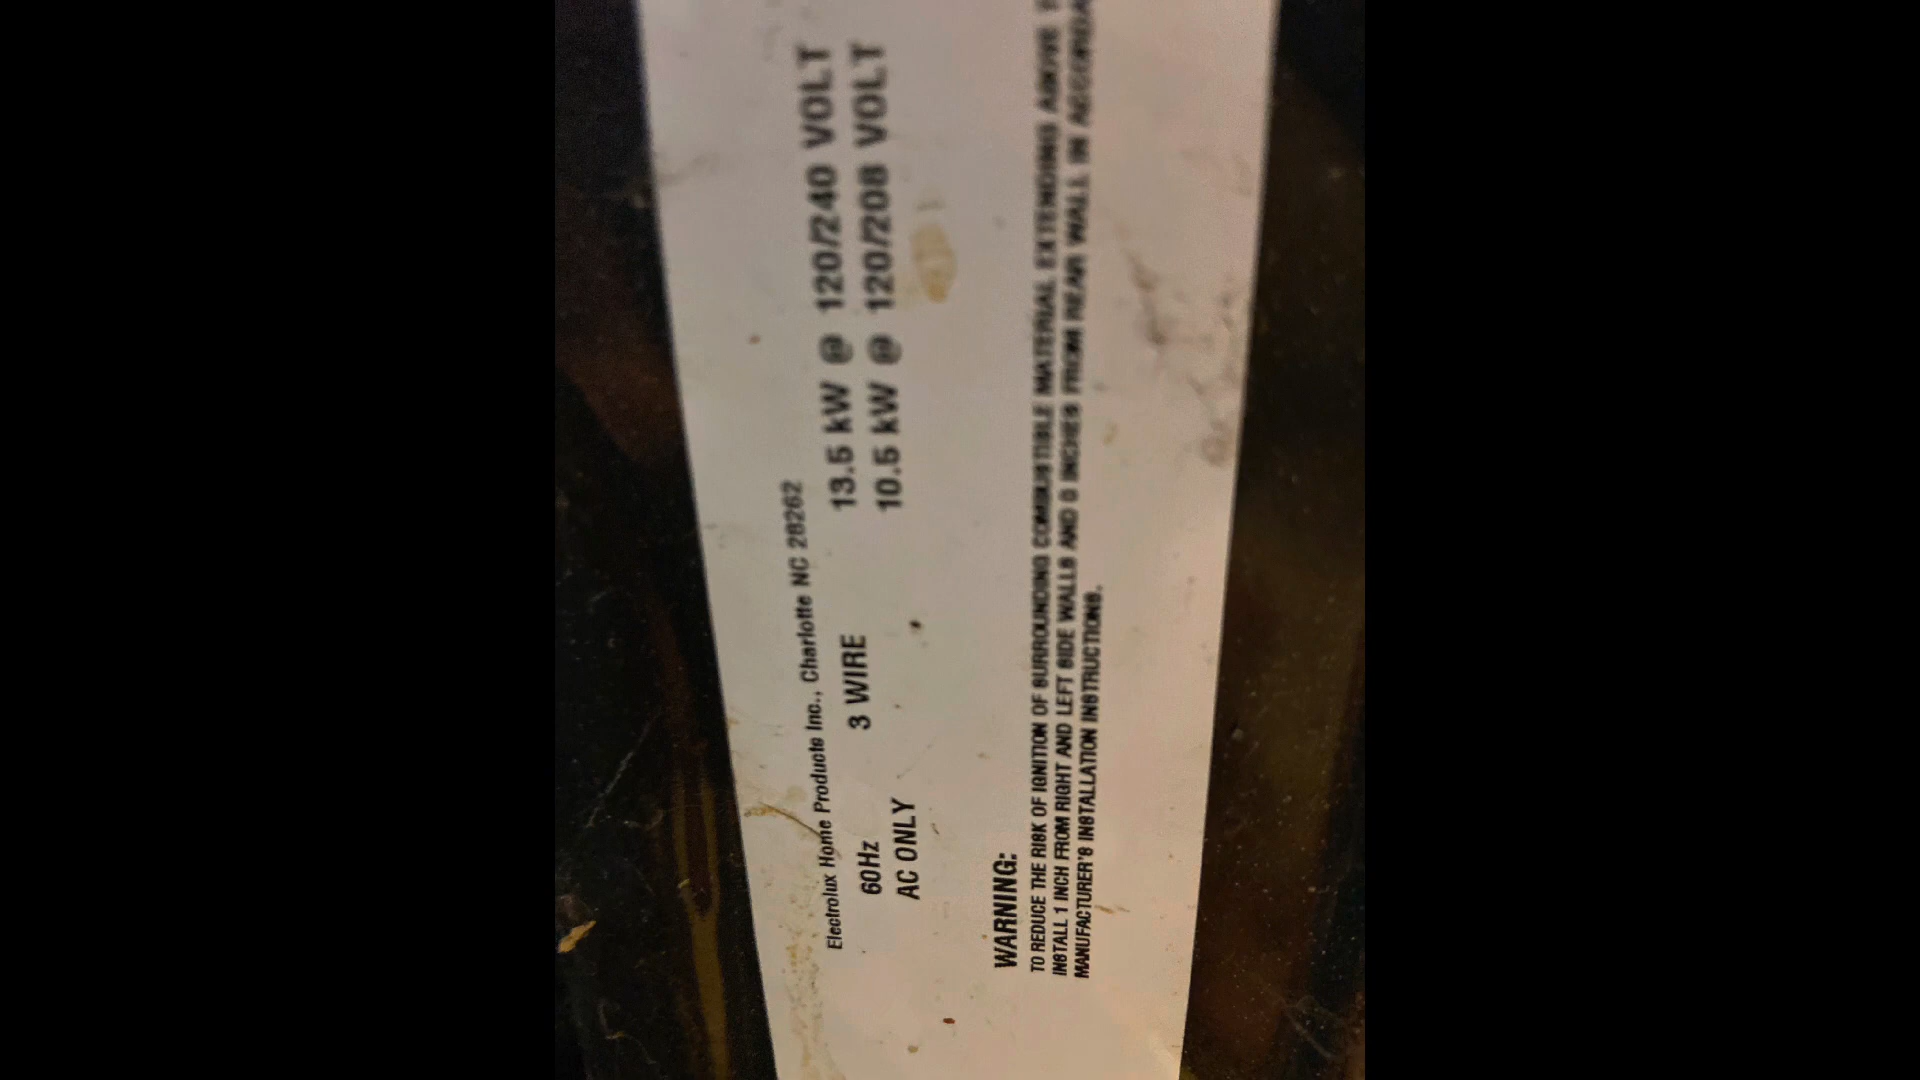 Electrolux Home Products Inc., Charlotte NC 28262
60Hz 3 WIRE 13.5 kW @ 120/240 VOLT
AC ONLY 10.5 kW @ 120/208 VOLT
WARNING:
TO REDUCE THE RISK OF IGNITION OF SURROUNDING COMBUSTIBLE MATERIAL EXTENDING ABOVE
INSTALL 1 INCH FROM RIGHT AND LEFT SIDE WALLS AND 0 INCHES FROM REAR WALL IN
MANUFACTURER'S INSTALLATION INSTRUCTIONS.